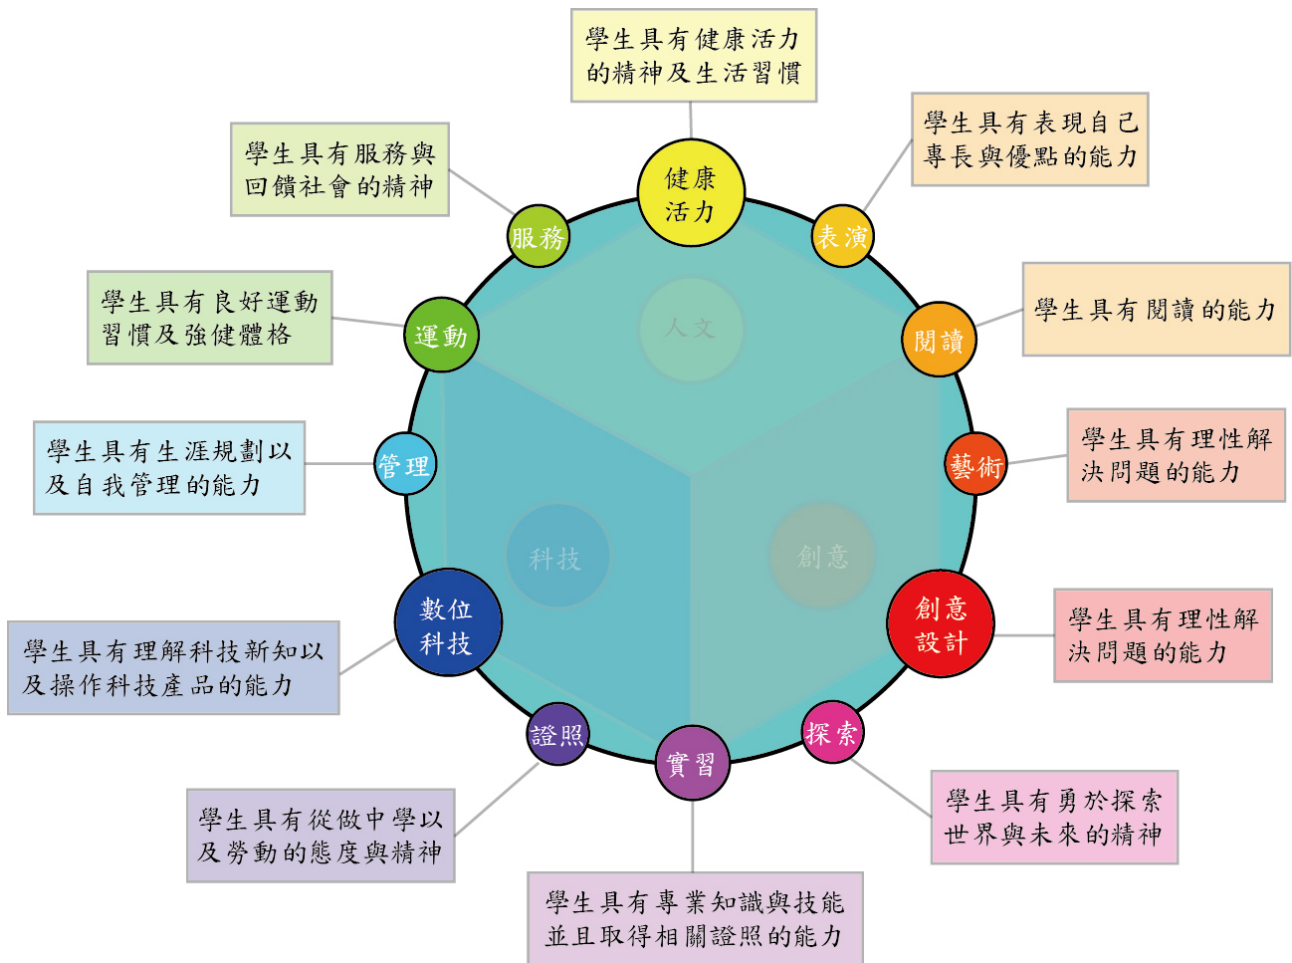 學生具有健康活力
的精神及生活習慣
學生具有表現自己
專長與優點的能力
學生具有服務與
回饋社會的精神
健康
活力
服務
表演
學生具有良好運動
習慣及強健體格
學生具有閱讀的能力
運動
人文
閱讀
學生具有生涯規劃以
及自我管理的能力
管理
藝術
學生具有理性解
決問題的能力
科技
創意
數位
科技
創意
設計
學生具有理解科技新知以
及操作科技產品的能力
學生具有理性解
決問題的能力
證照
實習
探索
學生具有從做中學以
及勞動的態度與精神
學生具有勇於探索
世界與未來的精神
學生具有專業知識與技能
並且取得相關證照的能力